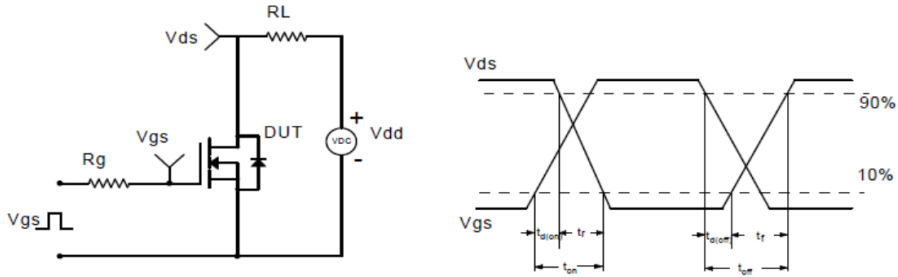 RL
Vds
Vds
90%
DUT
+
VDC
Vdd
-
Vgs
Rg
10%
Vgs
Vgs
td(on)
tr
td(off)
tf
ton
toff